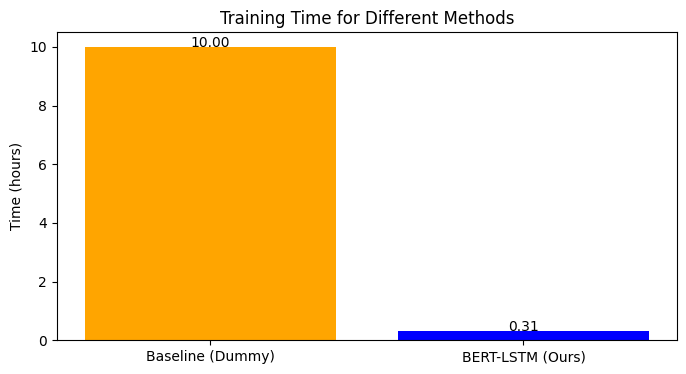 Training Time for Different Methods
10
8
6
4
2
0
Time (hours)
10.00
0.31
Baseline (Dummy)
BERT-LSTM (Ours)